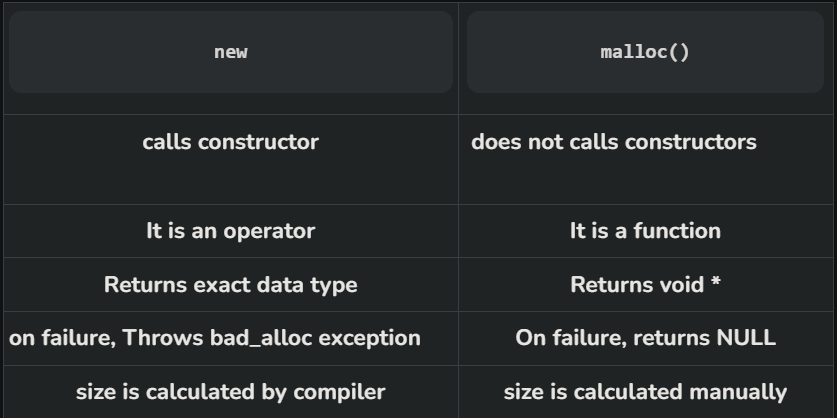 new malloc()
calls constructor does not calls constructors
It is an operator It is a function
Returns exact data type Returns void *
on failure, Throws bad_alloc exception On failure, returns NULL
size is calculated by compiler size is calculated manually